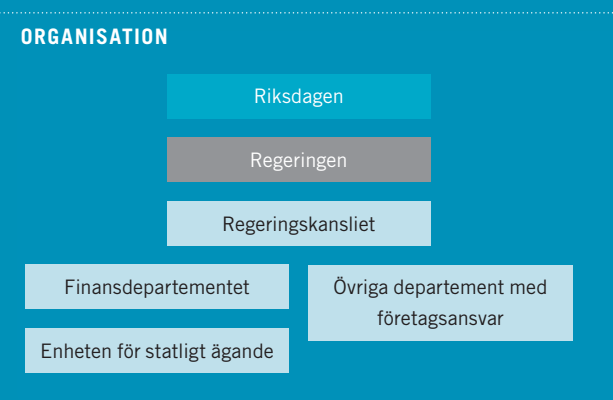 ORGANISATION
Riksdagen
Regeringen
Regeringskansliet
Finansdepartementet
Övriga departement med
företagsansvar
Enheten för statligt ägande